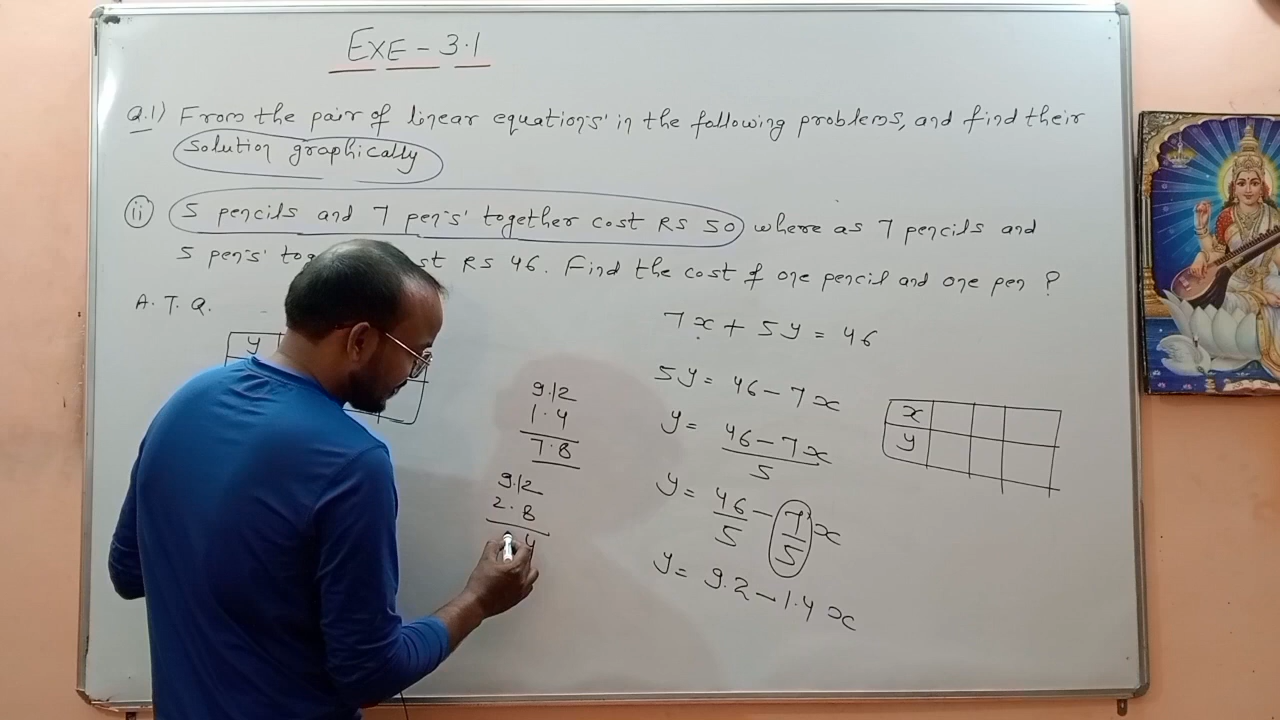 EXE - 3.1
Q.1) From the pair of linear equations' in the following problems, and find their
solution graphically
ii 5 pencils and 7 pen's' together cost RS 50 where as 7 pencils and
5 pen's' tog st RS 46. Find the cost of one pencil and one pen ?
A. T. Q.
y
9.12
1.4
7.8
9.12
2.8
4
7x + 5y = 46
5y = 46 - 7x
y = 46 - 7x / 5
y = 46/5 - 7/5 x
y = 9.2 - 1.4x
x
y